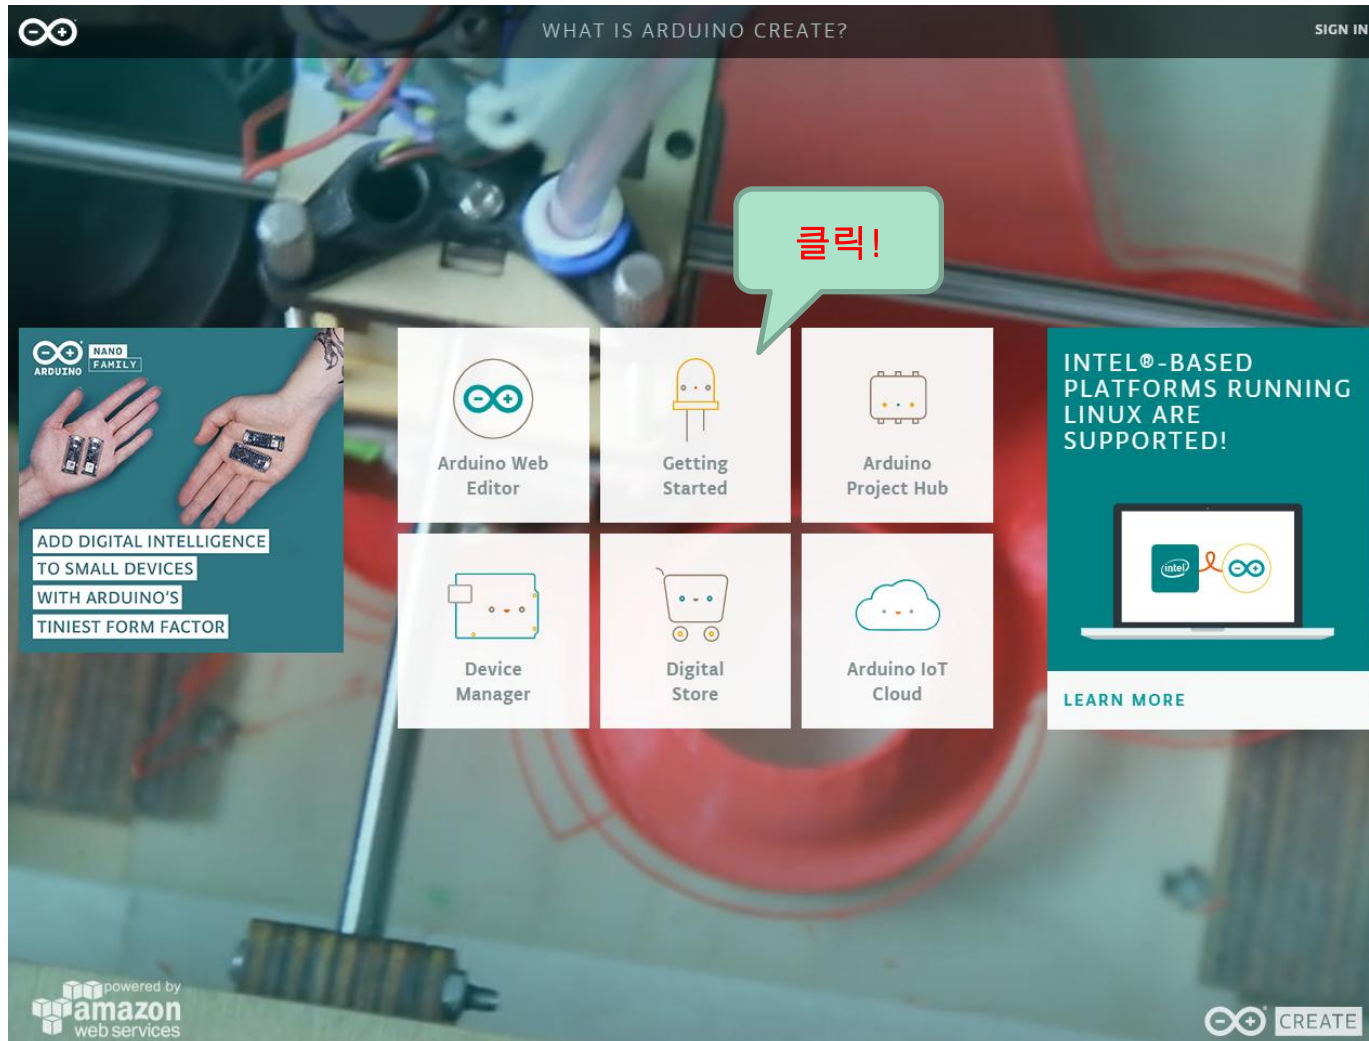 WHAT IS ARDUINO CREATE?
SIGN IN
클릭!
ARDUINO
NANO
FAMILY
ADD DIGITAL INTELLIGENCE
TO SMALL DEVICES
WITH ARDUINO'S
TINIEST FORM FACTOR
Arduino Web
Editor
Getting
Started
Arduino
Project Hub
Device
Manager
Digital
Store
Arduino IoT
Cloud
INTEL®-BASED
PLATFORMS RUNNING
LINUX ARE
SUPPORTED!
intel
LEARN MORE
powered by
amazon
web services
CREATE